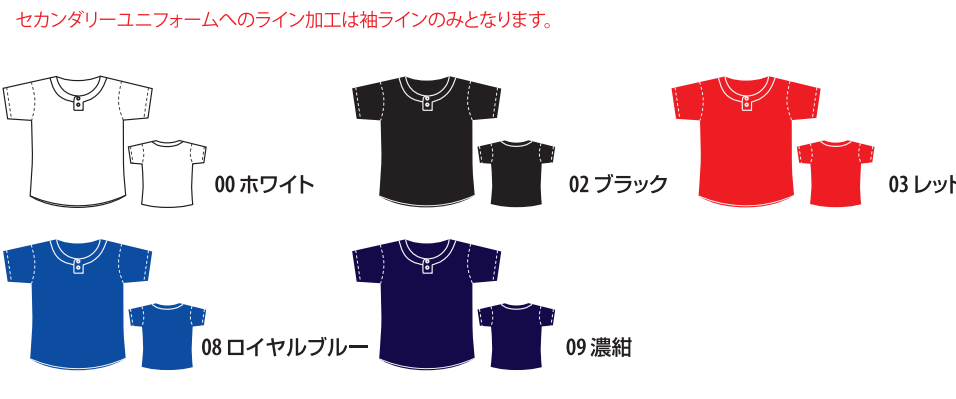 セカンダリーユニフォームへのライン加工は袖ラインのみとなります。
00 ホワイト
02 ブラック
03 レット
08 ロイヤルブルー
09 濃紺